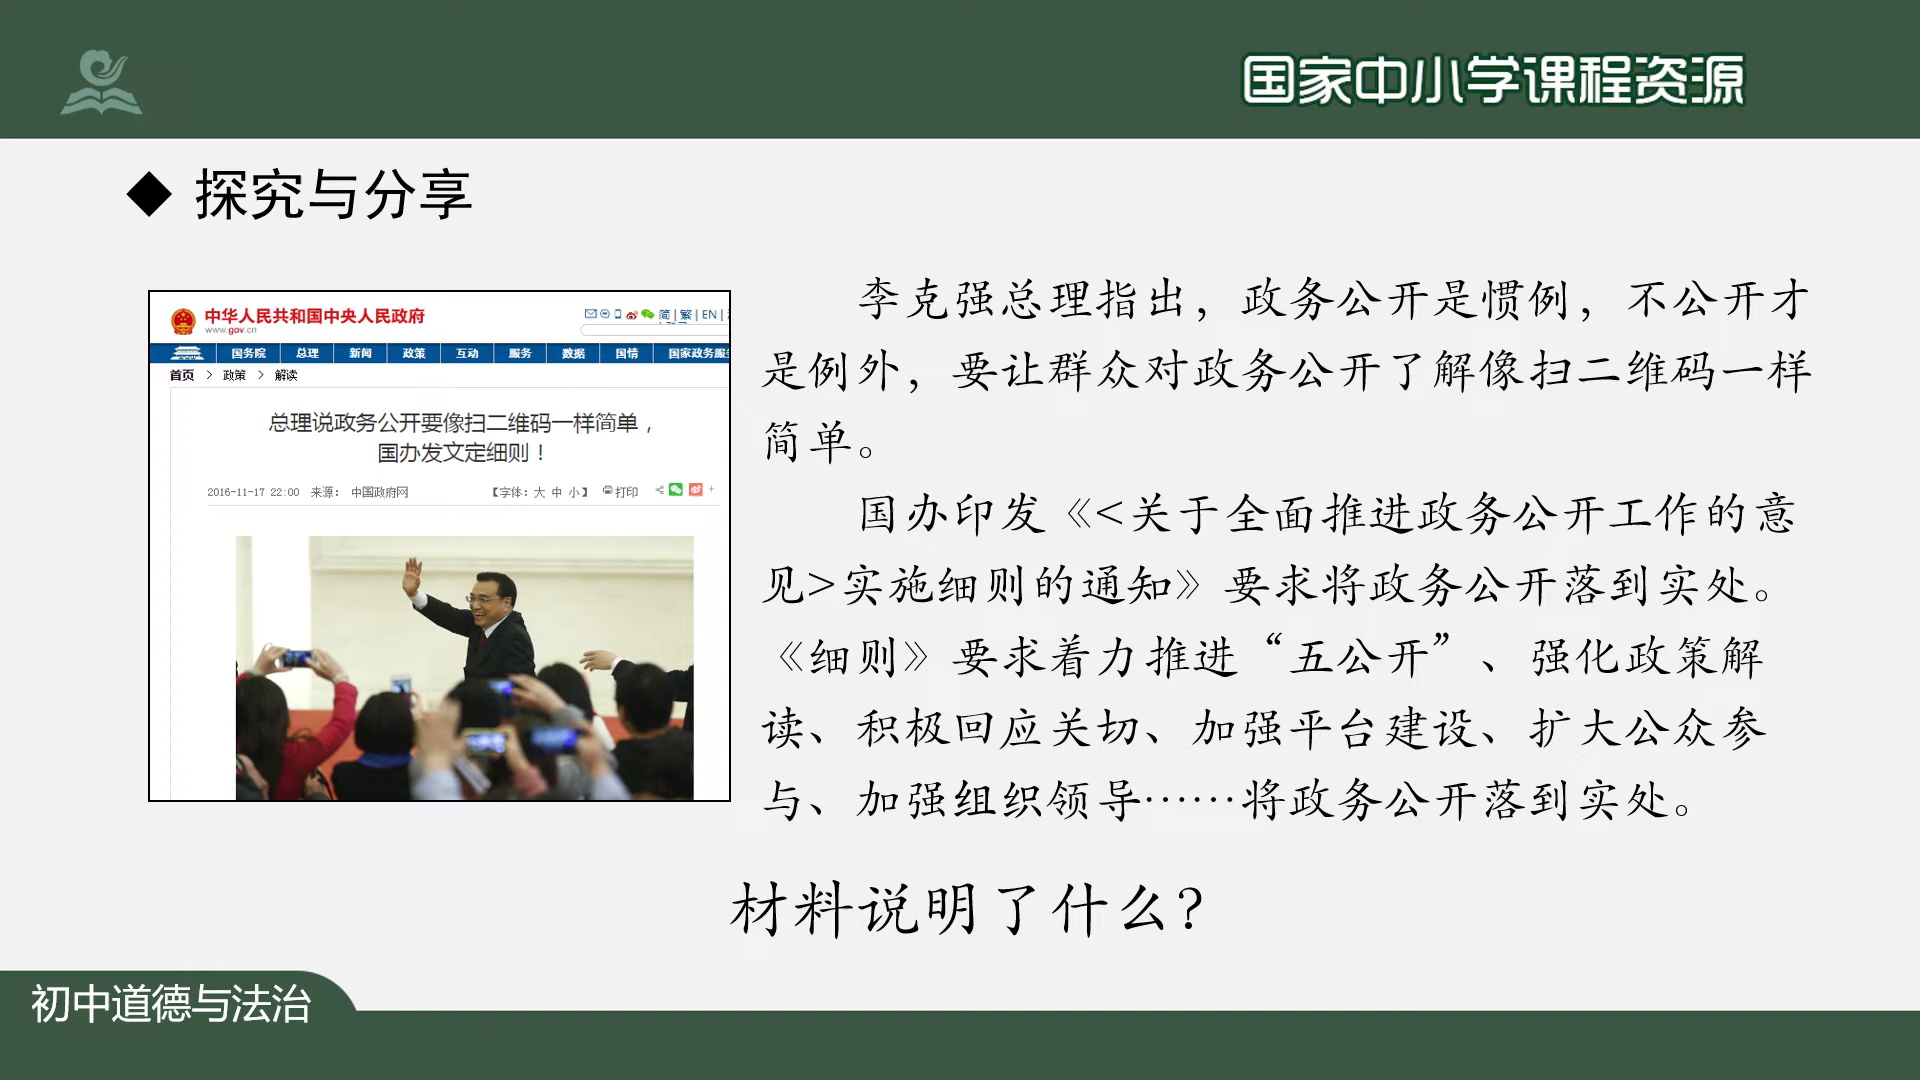 国家中小学课程资源
◆ 探究与分享
中华人民共和国中央人民政府
www.gov.cn
简 | 繁 | EN |
国务院 总理 新闻 政策 互动 服务 数据 国情 国家政务服
首页 > 政策 > 解读
总理说政务公开要像扫二维码一样简单，
国办发文定细则！
2016-11-17 22:00 来源： 中国政府网 【字体：大 中 小】 打印
李克强总理指出，政务公开是惯例，不公开才
是例外，要让群众对政务公开了解像扫二维码一样
简单。
国办印发《<关于全面推进政务公开工作的意
见>实施细则的通知》要求将政务公开落到实处。
《细则》要求着力推进“五公开”、强化政策解
读、积极回应关切、加强平台建设、扩大公众参
与、加强组织领导……将政务公开落到实处。
材料说明了什么？
初中道德与法治